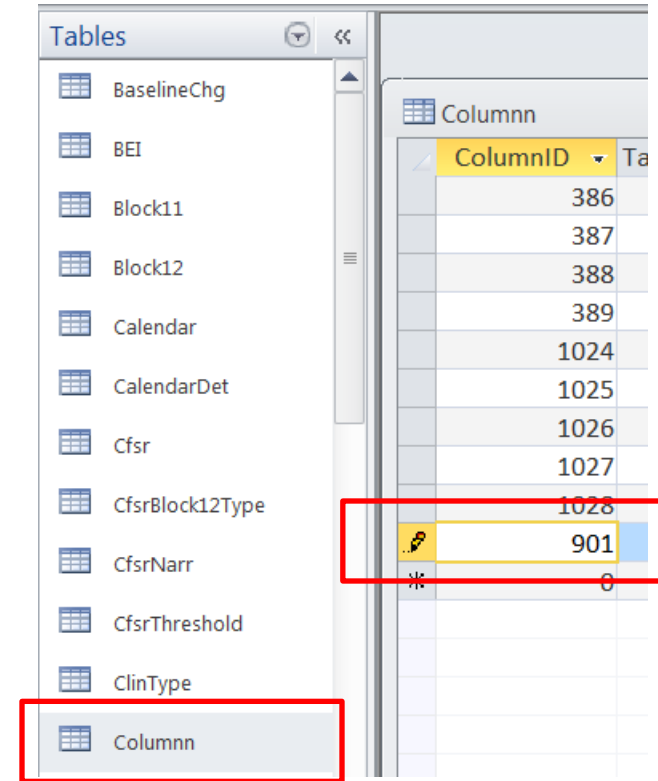 Tables
BaselineChg
BEI
Block11
Block12
Calendar
CalendarDet
Cfsr
CfsrBlock12Type
CfsrNarr
CfsrThreshold
ClinType
Columnn
Columnn
ColumnID Ta
386
387
388
389
1024
1025
1026
1027
1028
901
0